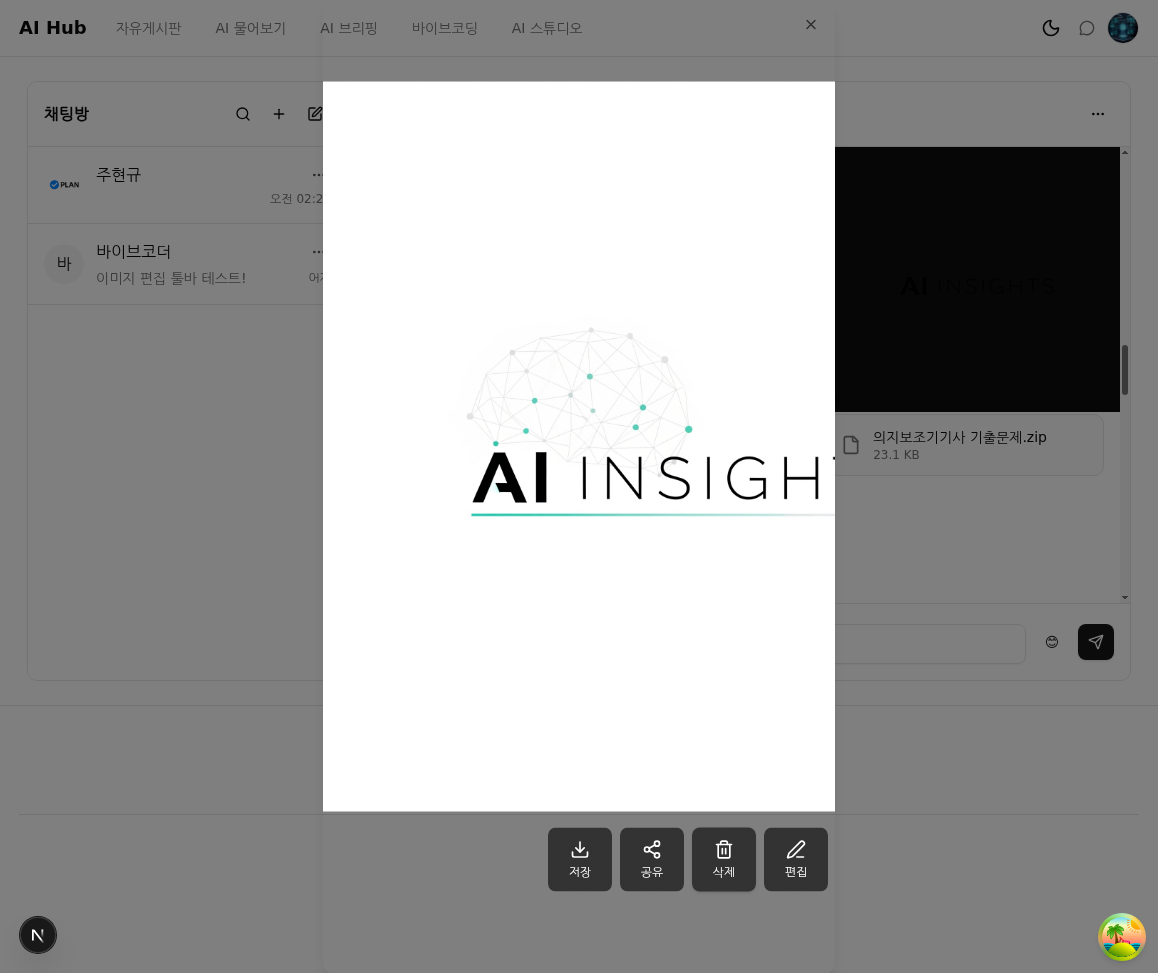 AI Hub
자유게시판
AI 물어보기
AI 브리핑
바이브코딩
AI 스튜디오
채팅방
PLAN
주현규
오전 02:2
바
바이브코더
이미지 편집 툴바 테스트!
어제
AI INSIGHT
AI INSIGHTS
의지보조기기사 기출문제.zip
23.1 KB
저장
공유
삭제
편집
N